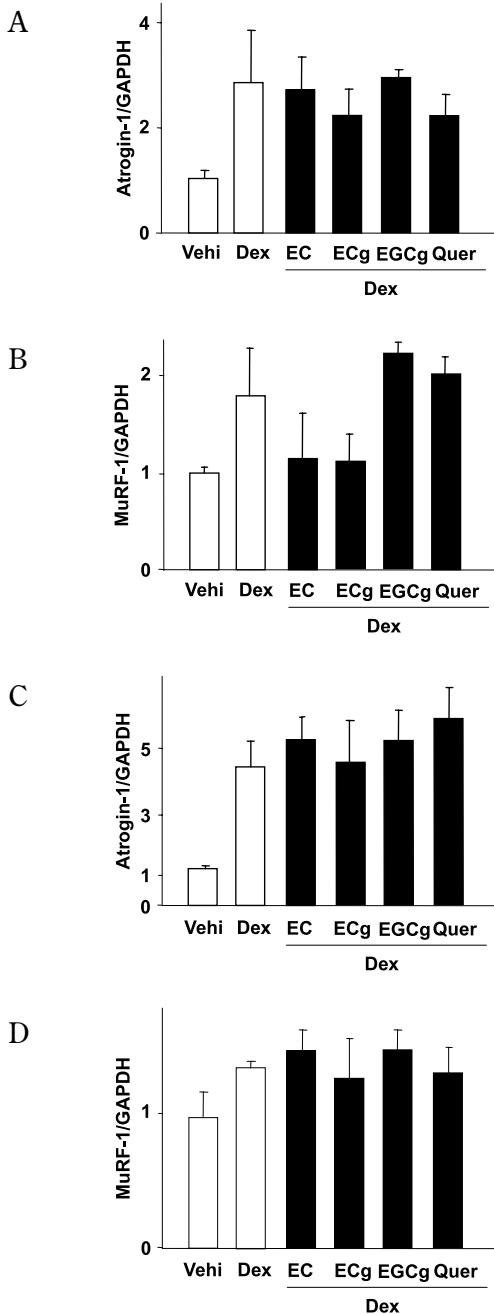 A
Atrogin-1/GAPDH
4
2
0
Vehi Dex EC ECg EGCg Quer
Dex
B
MuRF-1/GAPDH
2
1
0
Vehi Dex EC ECg EGCg Quer
Dex
C
Atrogin-1/GAPDH
5
3
1
0
Vehi Dex EC ECg EGCg Quer
Dex
D
MuRF-1/GAPDH
1
0
Vehi Dex EC ECg EGCg Quer
Dex